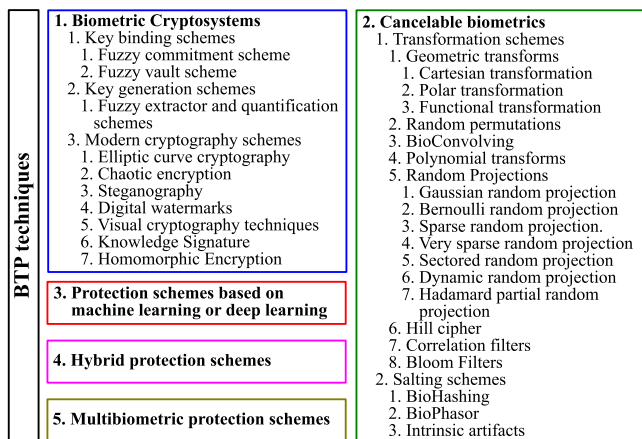 BTP techniques
1. Biometric Cryptosystems
1. Key binding schemes
1. Fuzzy commitment scheme
2. Fuzzy vault scheme
2. Key generation schemes
1. Fuzzy extractor and quantification
schemes
3. Modern cryptography schemes
1. Elliptic curve cryptography
2. Chaotic encryption
3. Steganography
4. Digital watermarks
5. Visual cryptography techniques
6. Knowledge Signature
7. Homomorphic Encryption
3. Protection schemes based on
machine learning or deep learning
4. Hybrid protection schemes
5. Multibiometric protection schemes
2. Cancelable biometrics
1. Transformation schemes
1. Geometric transforms
1. Cartesian transformation
2. Polar transformation
3. Functional transformation
2. Random permutations
3. BioConvolving
4. Polynomial transforms
5. Random Projections
1. Gaussian random projection
2. Bernoulli random projection
3. Sparse random projection.
4. Very sparse random projection
5. Sectored random projection
6. Dynamic random projection
7. Hadamard partial random
projection
6. Hill cipher
7. Correlation filters
8. Bloom Filters
2. Salting schemes
1. BioHashing
2. BioPhasor
3. Intrinsic artifacts